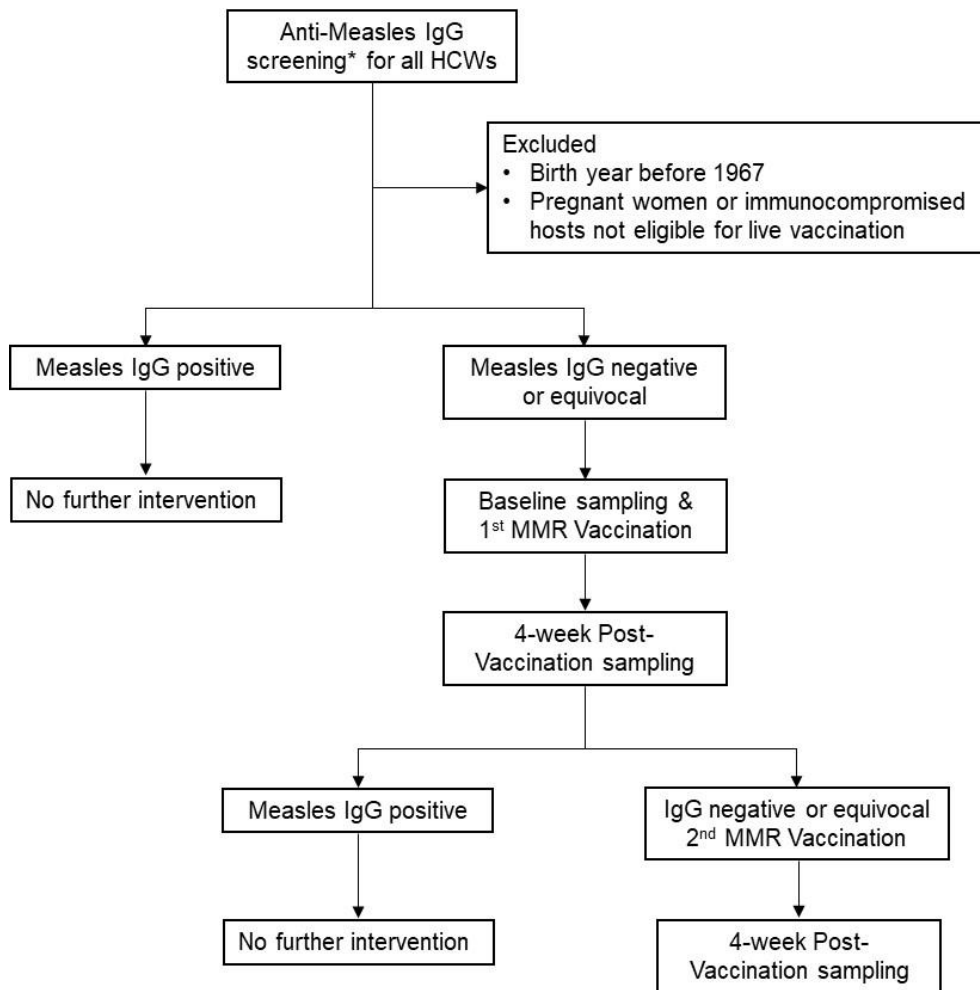 Anti-Measles IgG
screening* for all HCWs
Excluded
• Birth year before 1967
• Pregnant women or immunocompromised
hosts not eligible for live vaccination
Measles IgG positive
Measles IgG negative
or equivocal
No further intervention
Baseline sampling &
1st MMR Vaccination
4-week Post-
Vaccination sampling
Measles IgG positive
IgG negative or equivocal
2nd MMR Vaccination
No further intervention
4-week Post-
Vaccination sampling